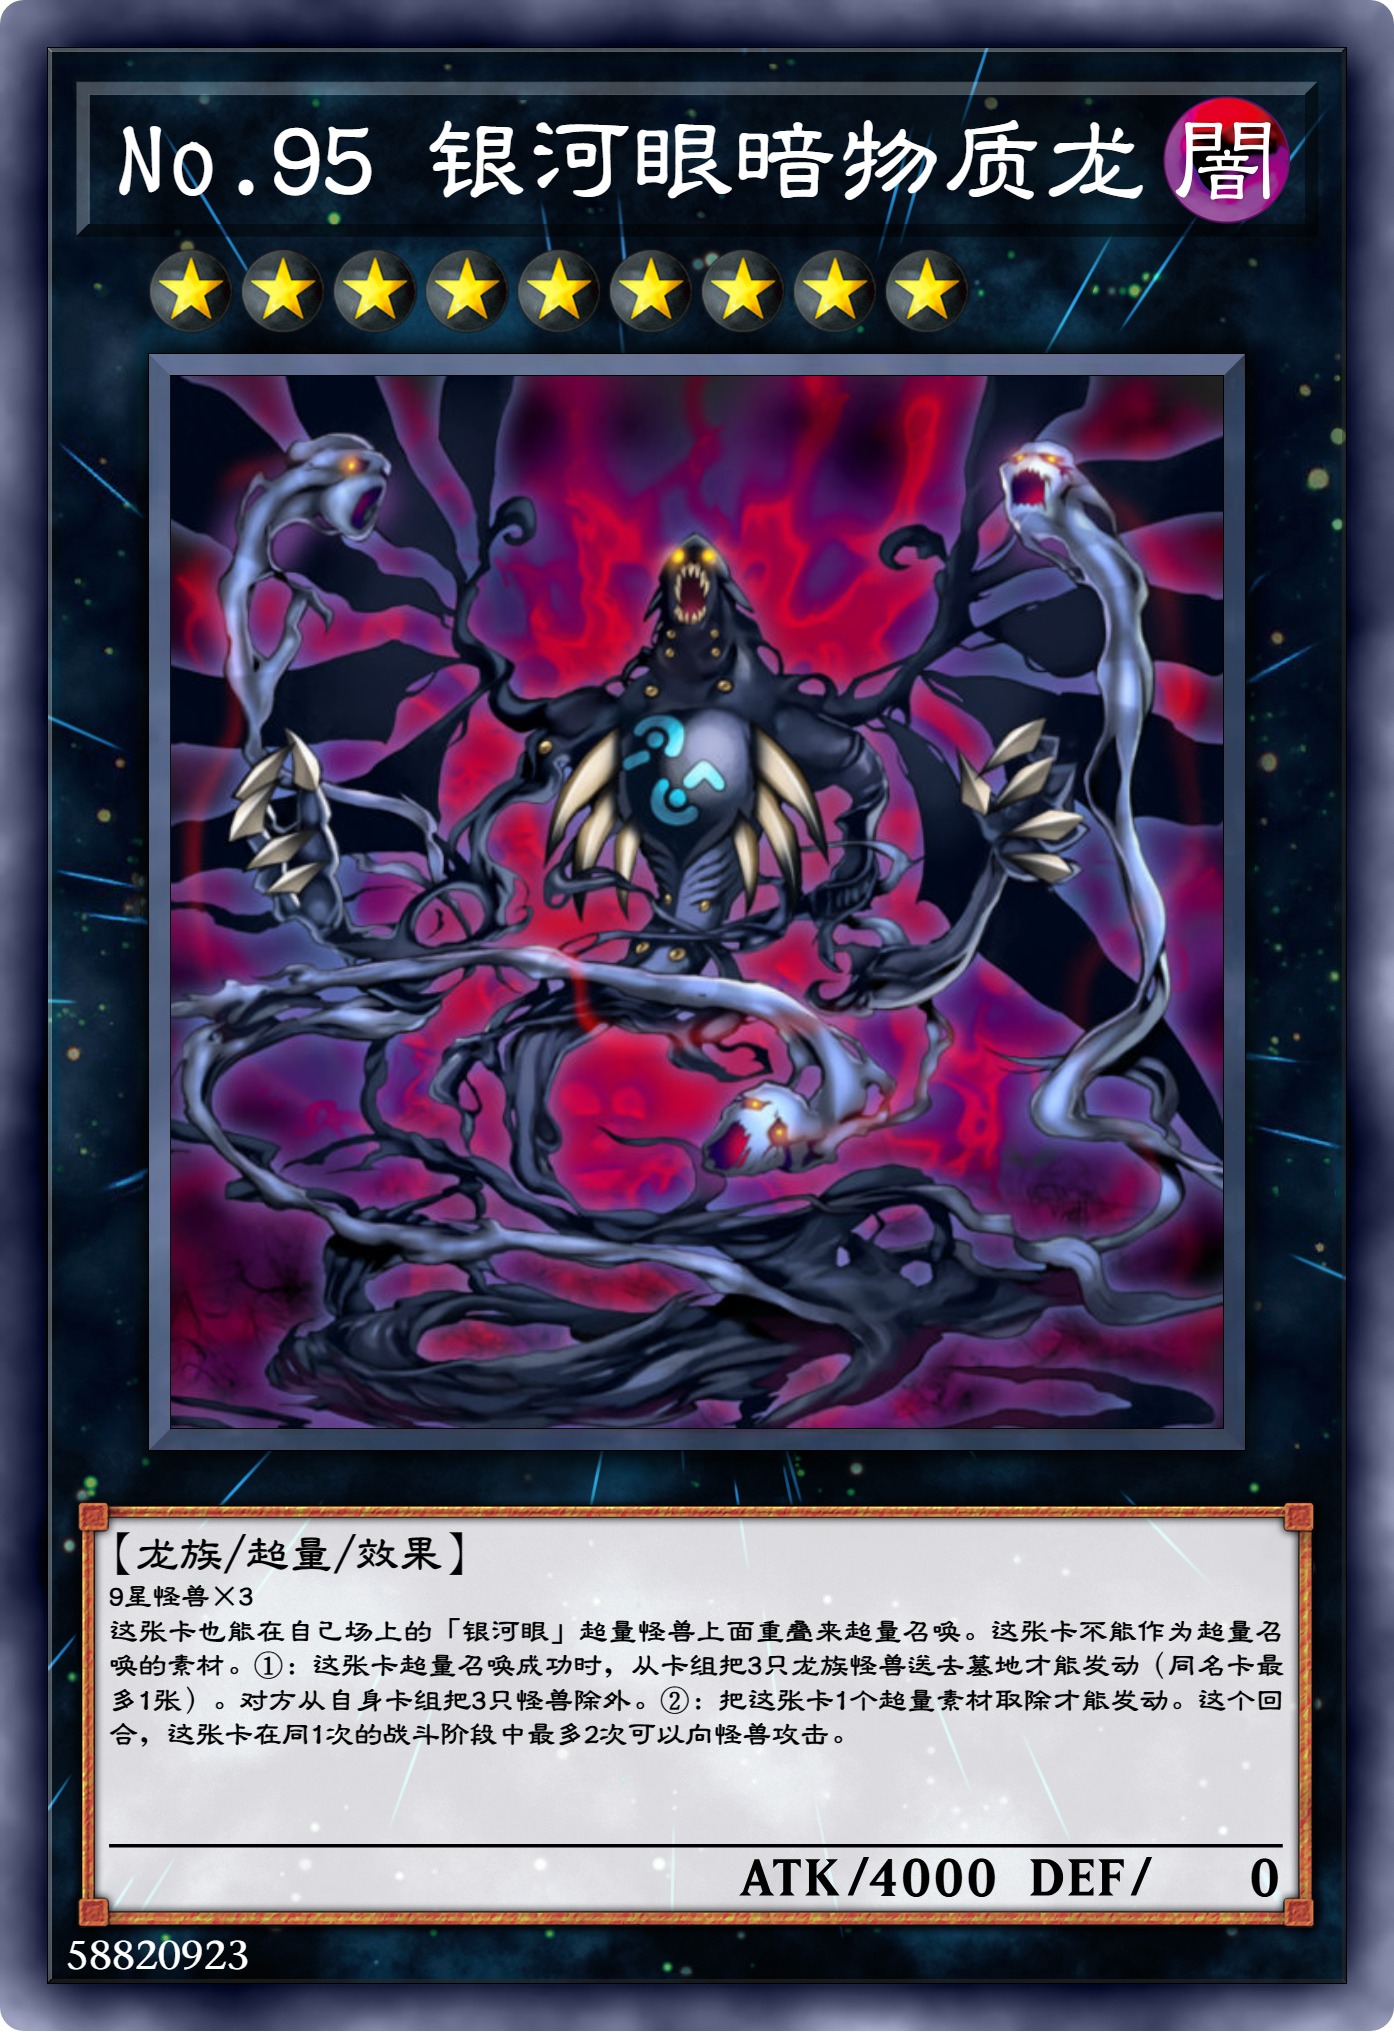 No.95 银河眼暗物质龙 闇
【龙族/超量/效果】
9星怪兽×3
这张卡也能在自己场上的「银河眼」超量怪兽上面重叠来超量召唤。这张卡不能作为超量召
唤的素材。①：这张卡超量召唤成功时，从卡组把3只龙族怪兽送去墓地才能发动（同名卡最
多1张）。对方从自身卡组把3只怪兽除外。②：把这张卡1个超量素材取除才能发动。这个回
合，这张卡在同1次的战斗阶段中最多2次可以向怪兽攻击。
ATK/4000 DEF/ 0
58820923